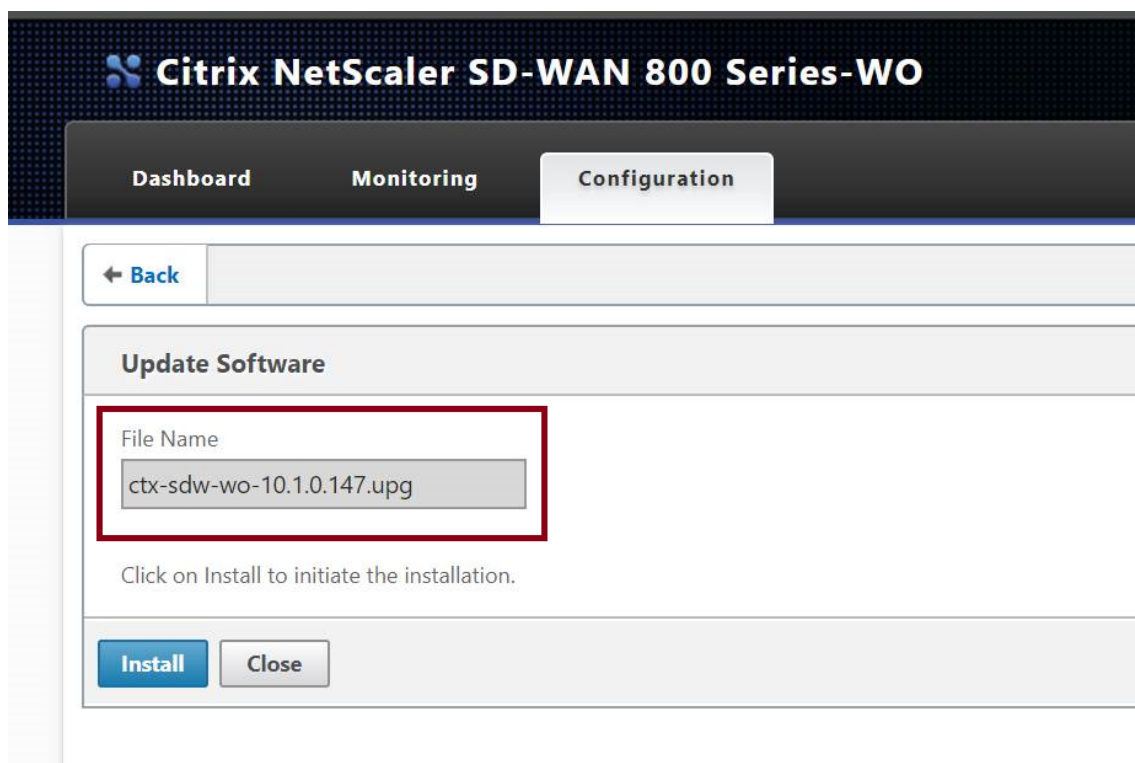 Citrix NetScaler SD-WAN 800 Series-WO
Dashboard Monitoring Configuration
Back
Update Software
File Name
ctx-sdw-wo-10.1.0.147.upg
Click on Install to initiate the installation.
Install Close